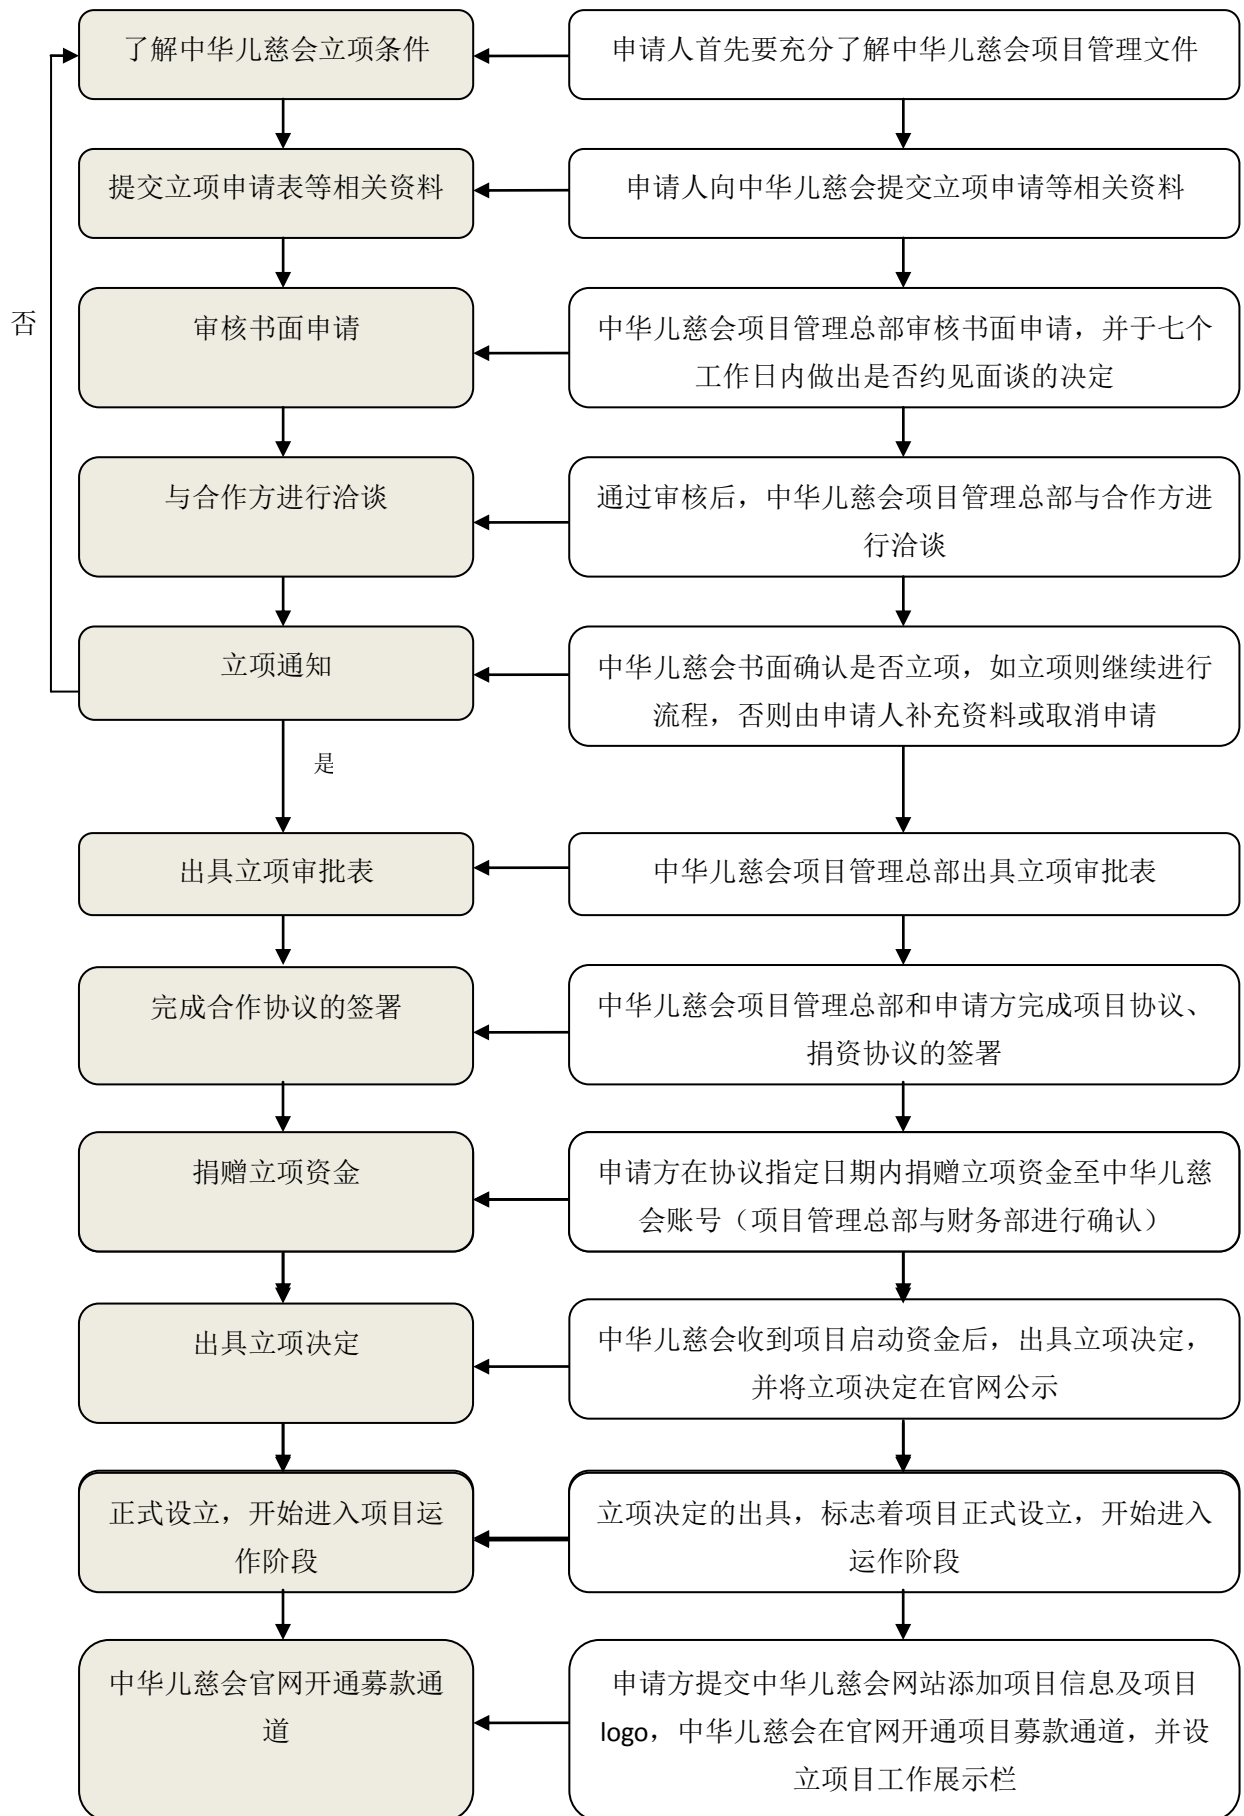 了解中华儿慈会立项条件
申请人首先要充分了解中华儿慈会项目管理文件
提交立项申请表等相关资料
申请人向中华儿慈会提交立项申请等相关资料
否
审核书面申请
中华儿慈会项目管理总部审核书面申请，并于七个
工作日内做出是否约见面谈的决定
与合作方进行洽谈
通过审核后，中华儿慈会项目管理总部与合作方进
行洽谈
立项通知
中华儿慈会书面确认是否立项，如立项则继续进行
流程，否则由申请人补充资料或取消申请
是
出具立项审批表
中华儿慈会项目管理总部出具立项审批表
完成合作协议的签署
中华儿慈会项目管理总部和申请方完成项目协议、
捐资协议的签署
捐赠立项资金
申请方在协议指定日期内捐赠立项资金至中华儿慈
会账号（项目管理总部与财务部进行确认）
出具立项决定
中华儿慈会收到项目启动资金后，出具立项决定，
并将立项决定在官网公示
正式设立，开始进入项目运
作阶段
立项决定的出具，标志着项目正式设立，开始进入
运作阶段
中华儿慈会官网开通募款通
道
申请方提交中华儿慈会网站添加项目信息及项目
logo，中华儿慈会在官网开通项目募款通道，并设
立项目工作展示栏